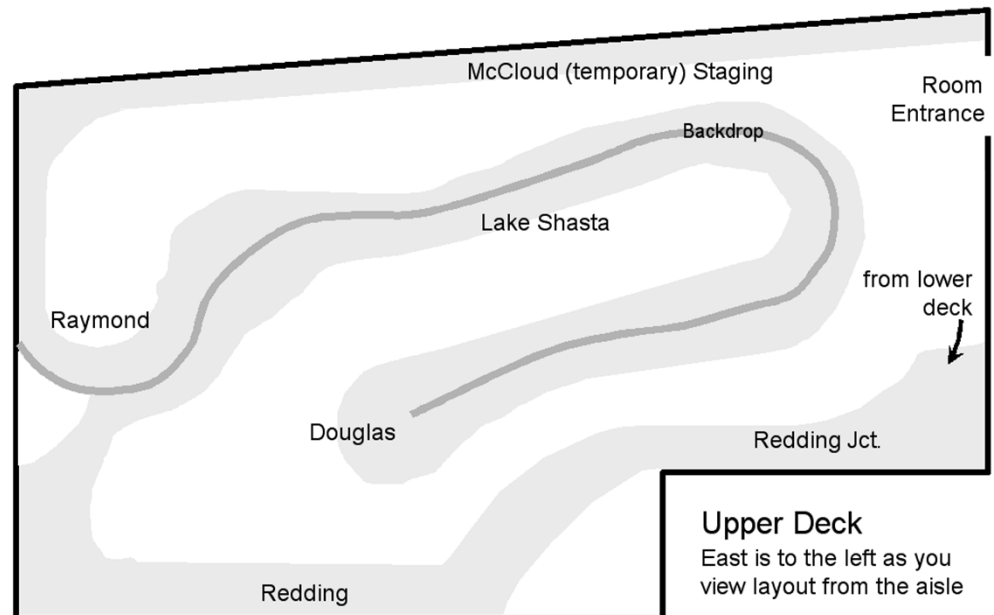 McCloud (temporary) Staging
Room
Entrance
Backdrop
Lake Shasta
from lower
deck
Raymond
Douglas
Redding Jct.
Upper Deck
East is to the left as you
view layout from the aisle
Redding